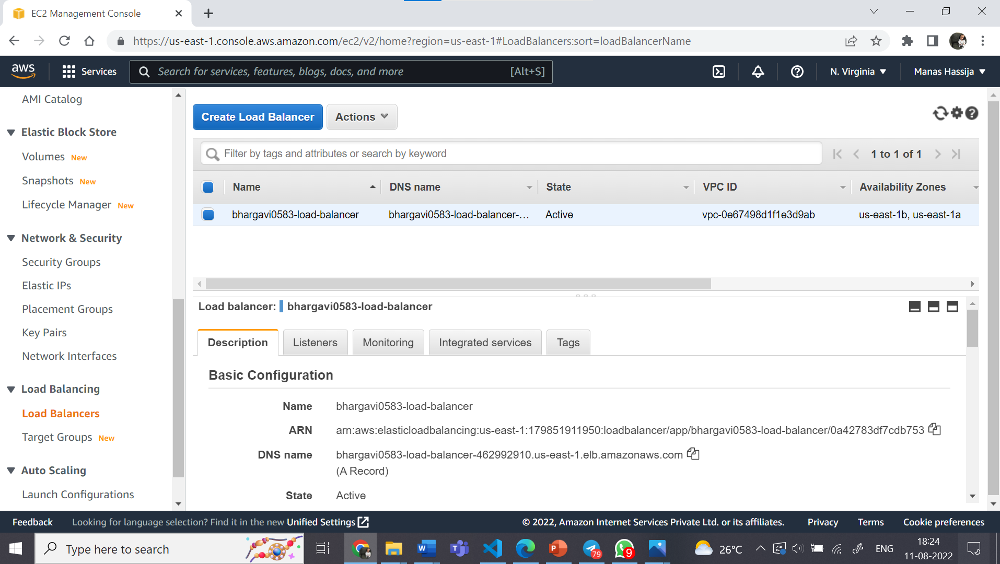 EC2 Management Console
https://us-east-1.console.aws.amazon.com/ec2/v2/home?region=us-east-1#LoadBalancers:sort=loadBalancerName
aws
Services
Search for services, features, blogs, docs, and more
[Alt+S]
N. Virginia
Manas Hassija
AMI Catalog
Elastic Block Store
Volumes New
Snapshots New
Lifecycle Manager New
Network & Security
Security Groups
Elastic IPs
Placement Groups
Key Pairs
Network Interfaces
Load Balancing
Load Balancers
Target Groups New
Auto Scaling
Launch Configurations
Create Load Balancer
Actions
Filter by tags and attributes or search by keyword
1 to 1 of 1
Name DNS name State VPC ID Availability Zones
bhargavi0583-load-balancer bhargavi0583-load-balancer-... Active vpc-0e67498d1f1e3d9ab us-east-1b, us-east-1a
Load balancer: bhargavi0583-load-balancer
Description Listeners Monitoring Integrated services Tags
Basic Configuration
Name bhargavi0583-load-balancer
ARN arn:aws:elasticloadbalancing:us-east-1:179851911950:loadbalancer/app/bhargavi0583-load-balancer/0a42783df7cdb753
DNS name bhargavi0583-load-balancer-462992910.us-east-1.elb.amazonaws.com
(A Record)
State Active
Feedback Looking for language selection? Find it in the new Unified Settings © 2022, Amazon Internet Services Private Ltd. or its affiliates. Privacy Terms Cookie preferences
Type here to search
W
T
P
79
9
26°C
ENG
18:24
11-08-2022